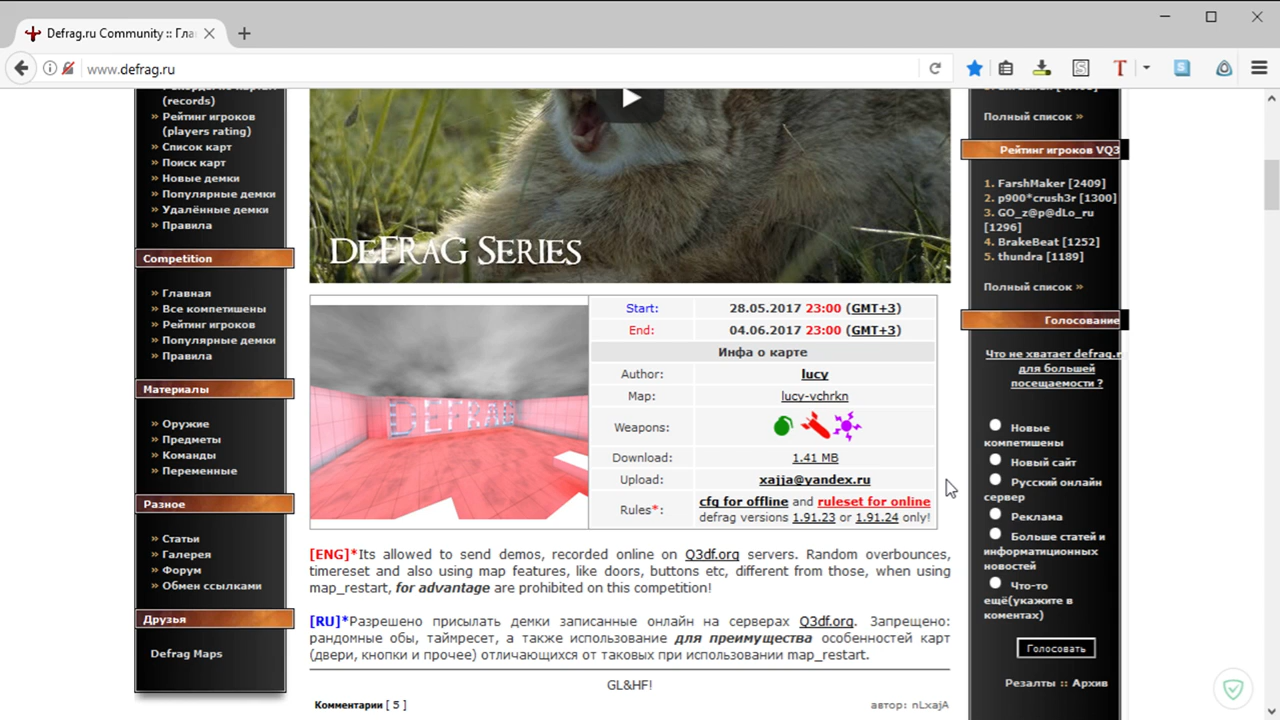 Defrag.ru Community :: Гла
www.defrag.ru
(records)
» Рейтинг игроков
(players rating)
» Список карт
» Поиск карт
» Новые демки
» Популярные демки
» Удалённые демки
» Правила
Competition
» Главная
» Все компетишены
» Рейтинг игроков
» Популярные демки
» Правила
Материалы
» Оружие
» Предметы
» Команды
» Переменные
Разное
» Статьи
» Галерея
» Форум
» Обмен ссылками
Друзья
Defrag Maps
DEFRAG SERIES
DEFRAG
Start: 28.05.2017 23:00 (GMT+3)
End: 04.06.2017 23:00 (GMT+3)
Инфа о карте
Author: lucy
Map: lucy-vchrkn
Weapons:
Download: 1.41 MB
Upload: xajja@yandex.ru
Rules*: cfg for offline and ruleset for online
defrag versions 1.91.23 or 1.91.24 only!
[ENG]*Its allowed to send demos, recorded online on Q3df.org servers. Random overbounces,
timereset and also using map features, like doors, buttons etc, different from those, when using
map_restart, for advantage are prohibited on this competition!
[RU]*Разрешено присылать демки записанные онлайн на серверах Q3df.org. Запрещено:
рандомные обы, таймресет, а также использование для преимущества особенностей карт
(двери, кнопки и прочее) отличающихся от таковых при использовании map_restart.
GL&HF!
Комментарии [ 5 ]
автор: nLxajA
Полный список »
Рейтинг игроков VQ3
1. FarshMaker [2409]
2. p900*crush3r [1300]
3. GO_z@p@dLo_ru
[1296]
4. BrakeBeat [1252]
5. thundra [1189]
Полный список »
Голосование
Что не хватает defrag.r
для большей
посещаемости ?
Новые
компетишены
Новый сайт
Русский онлайн
сервер
Реклама
Больше статей и
информатиционных
новостей
Что-то
ещё(укажите в
коментах)
Голосовать
Резалты :: Архив